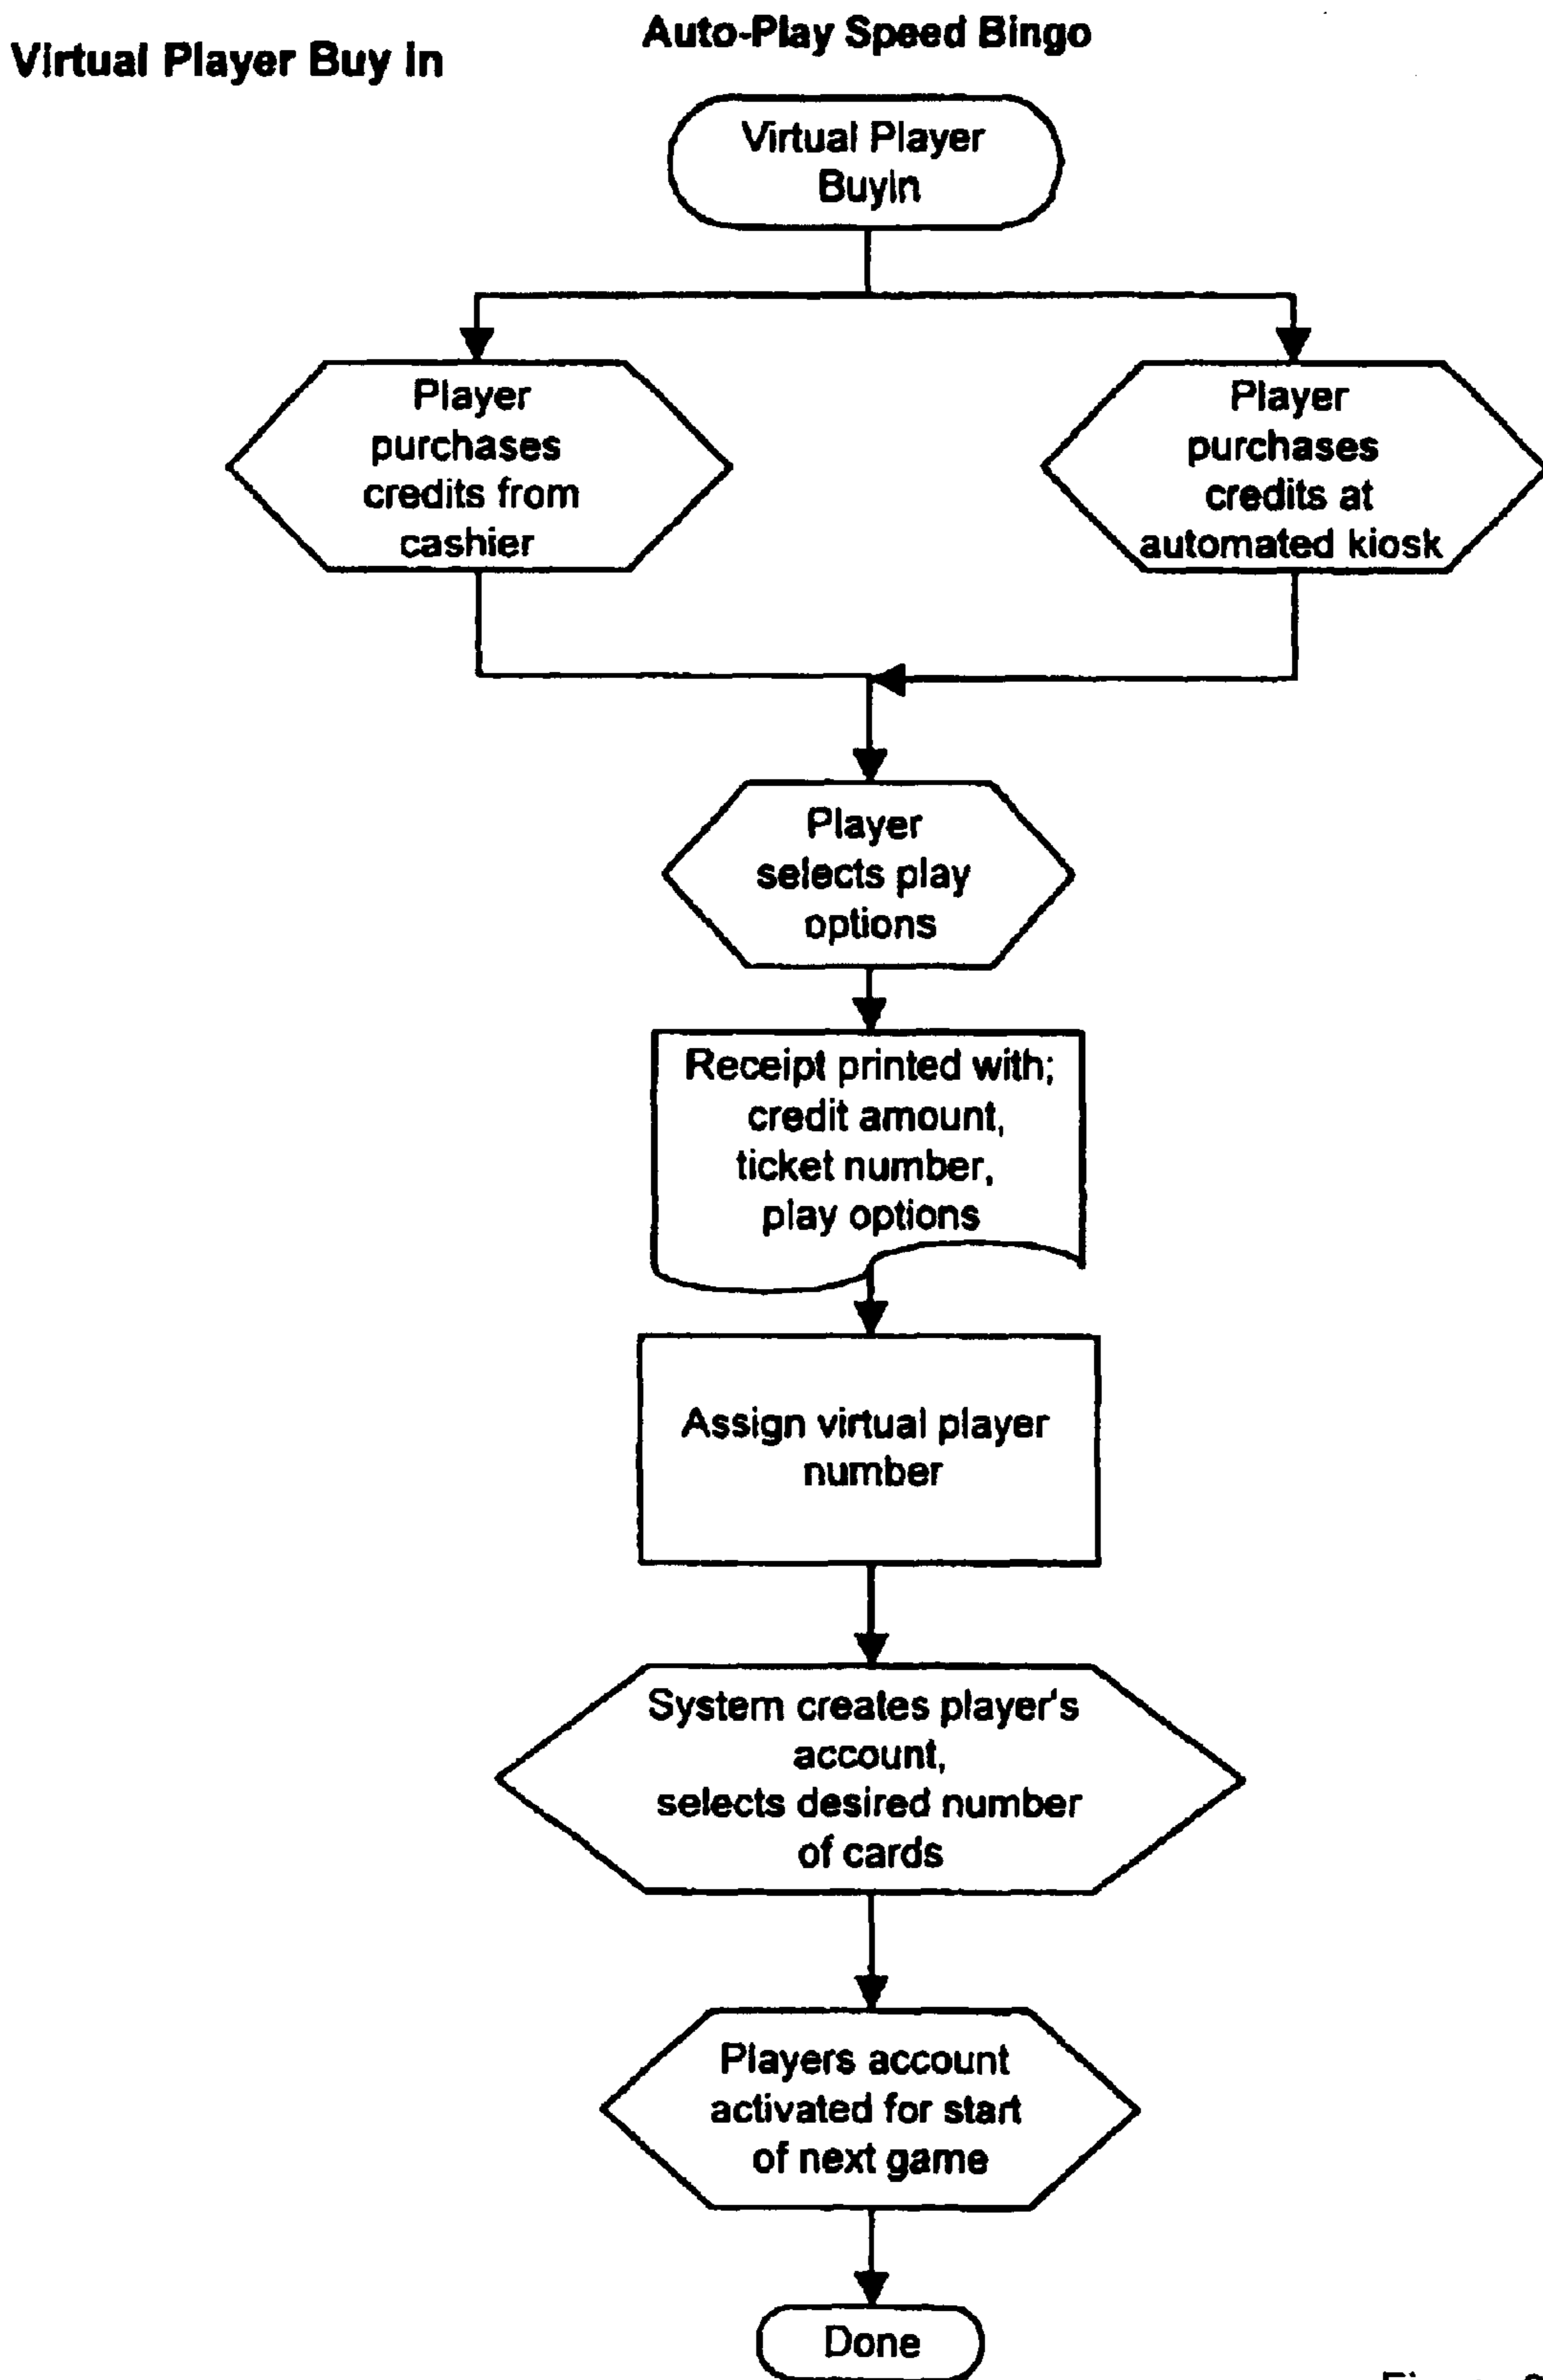 Auto-Play Speed Bingo
Virtual Player Buy In
Virtual Player
BuyIn
Player
purchases
credits from
cashier
Player
purchases
credits at
automated kiosk
Player
selects play
options
Receipt printed with;
credit amount,
ticket number,
play options
Assign virtual player
number
System creates player's
account,
selects desired number
of cards
Players account
activated for start
of next game
Done